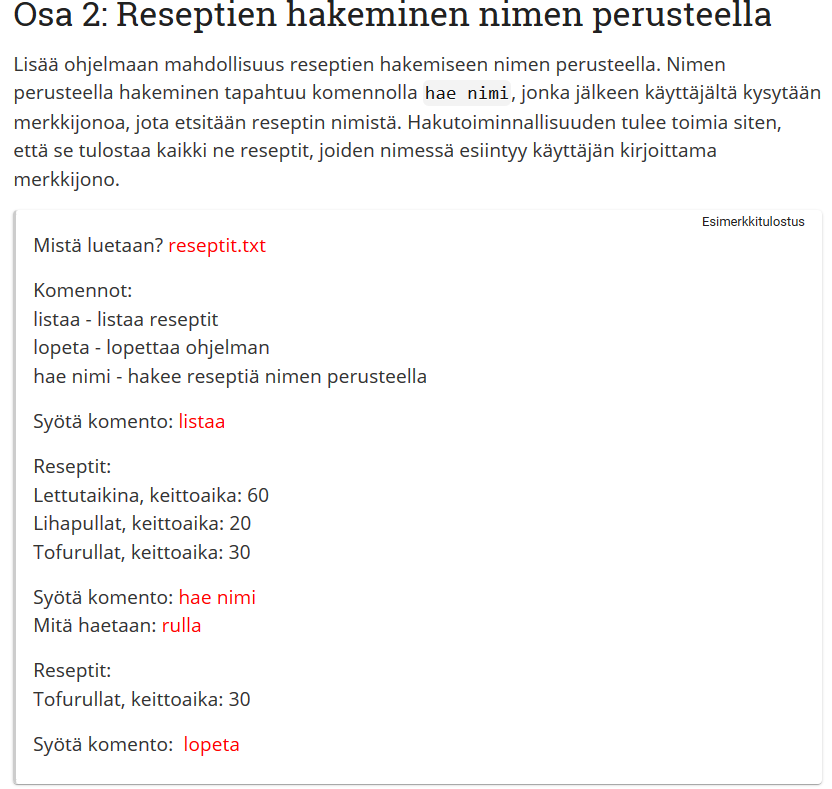 Osa 2: Reseptien hakeminen nimen perusteella
Lisää ohjelmaan mahdollisuus reseptien hakemiseen nimen perusteella. Nimen
perusteella hakeminen tapahtuu komennolla hae nimi, jonka jälkeen käyttäjältä kysytään
merkkijonoa, jota etsitään reseptin nimistä. Hakutoiminnallisuuden tulee toimia siten,
että se tulostaa kaikki ne reseptit, joiden nimessä esiintyy käyttäjän kirjoittama
merkkijono.
Esimerkkitulostus
Mistä luetaan? reseptit.txt
Komennot:
listaa - listaa reseptit
lopeta - lopettaa ohjelman
hae nimi - hakee reseptiä nimen perusteella
Syötä komento: listaa
Reseptit:
Lettutaikina, keittoaika: 60
Lihapullat, keittoaika: 20
Tofurullat, keittoaika: 30
Syötä komento: hae nimi
Mitä haetaan: rulla
Reseptit:
Tofurullat, keittoaika: 30
Syötä komento: lopeta